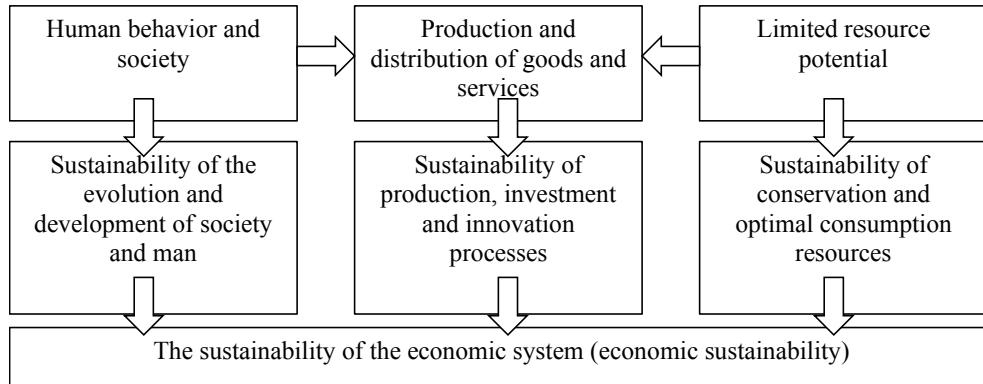 Human behavior and
society
Production and
distribution of goods and
services
Limited resource
potential
Sustainability of the
evolution and
development of society
and man
Sustainability of
production, investment
and innovation
processes
Sustainability of
conservation and
optimal consumption
resources
The sustainability of the economic system (economic sustainability)